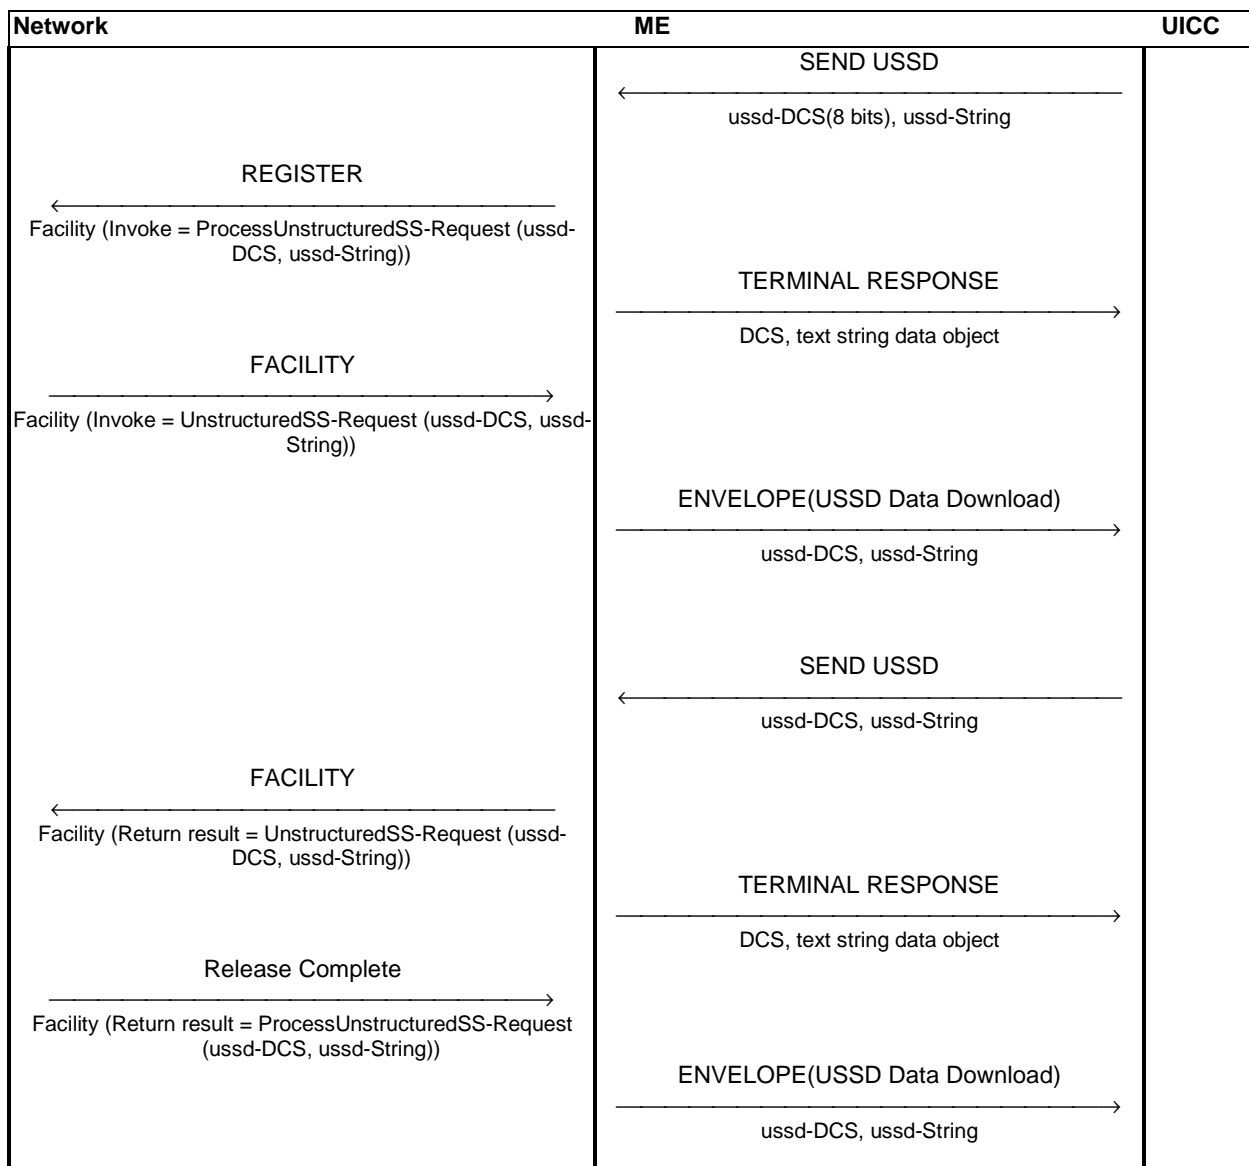 Network ME UICC
SEND USSD
ussd-DCS(8 bits), ussd-String
REGISTER
Facility (Invoke = ProcessUnstructuredSS-Request (ussd-
DCS, ussd-String))
TERMINAL RESPONSE
DCS, text string data object
FACILITY
Facility (Invoke = UnstructuredSS-Request (ussd-DCS, ussd-
String))
ENVELOPE(USSD Data Download)
ussd-DCS, ussd-String
SEND USSD
ussd-DCS, ussd-String
FACILITY
Facility (Return result = UnstructuredSS-Request (ussd-
DCS, ussd-String))
TERMINAL RESPONSE
DCS, text string data object
Release Complete
Facility (Return result = ProcessUnstructuredSS-Request
(ussd-DCS, ussd-String))
ENVELOPE(USSD Data Download)
ussd-DCS, ussd-String